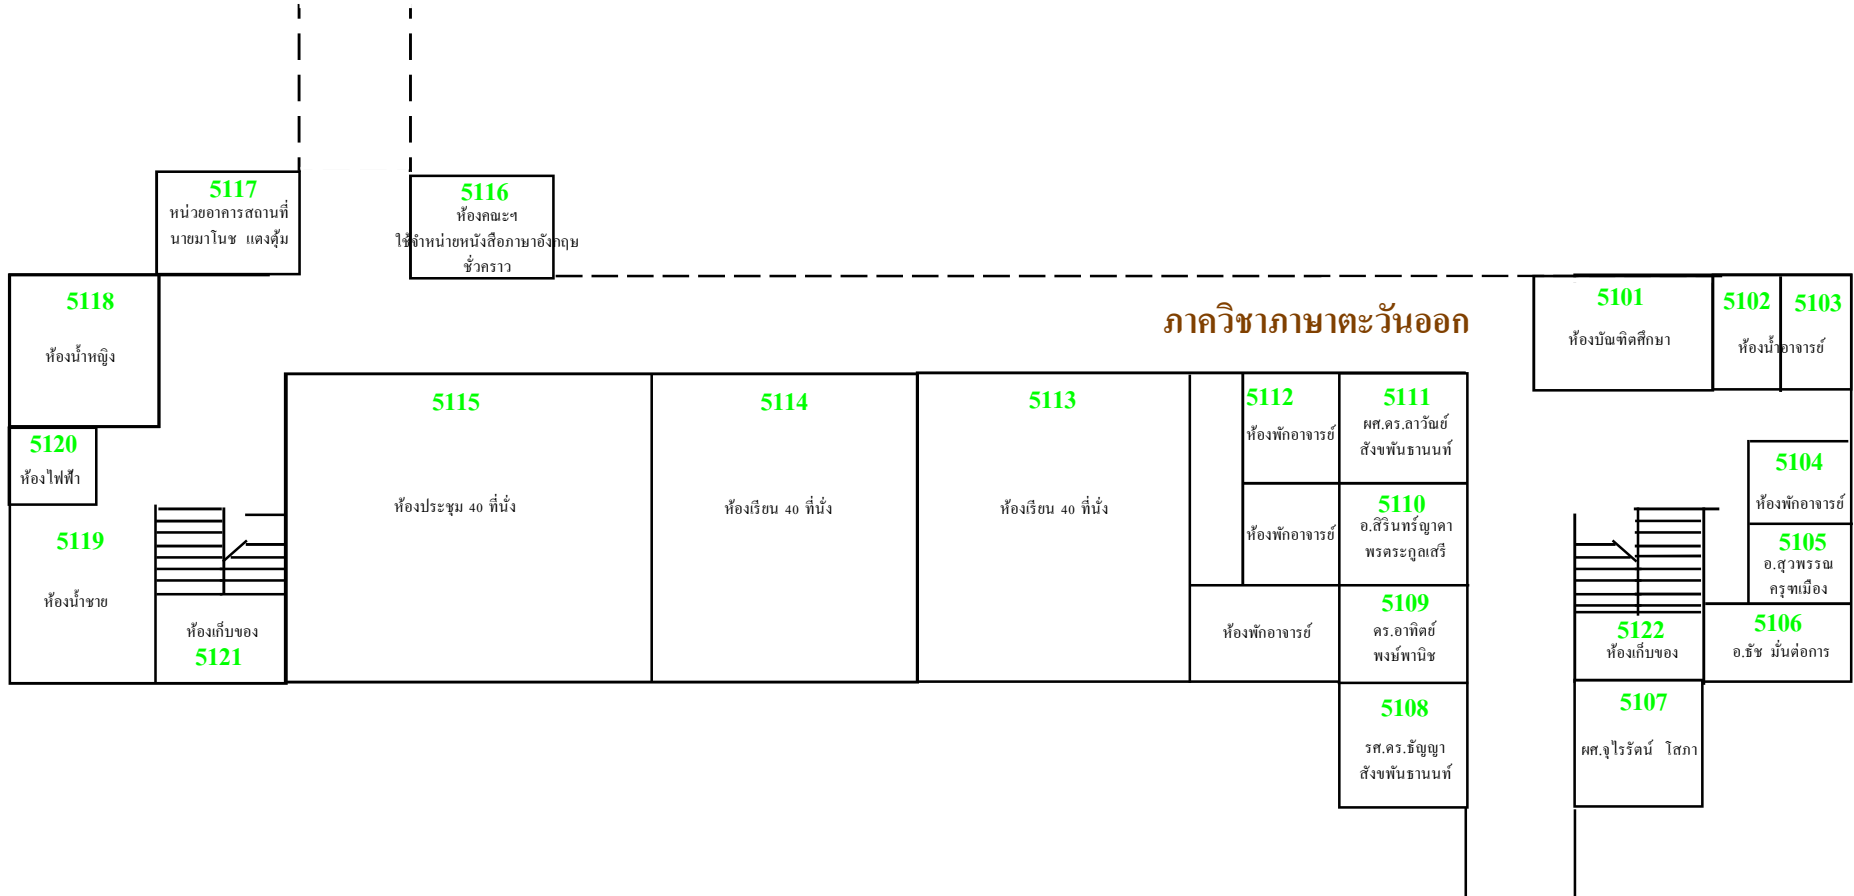 5117
หน่วยอาคารสถานที่
นายมาโนช แตงตุ้ม
5116
ห้องคณะฯ
ใช้จำหน่ายหนังสือภาษาอังกฤษ
ชั่วคราว
5118
ห้องน้ำหญิง
ภาควิชาภาษาตะวันออก
5101
ห้องบัณฑิตศึกษา
5102
5103
ห้องน้ำอาจารย์
5120
ห้องไฟฟ้า
5119
ห้องน้ำชาย
ห้องเก็บของ
5121
5115
ห้องประชุม 40 ที่นั่ง
5114
ห้องเรียน 40 ที่นั่ง
5113
ห้องเรียน 40 ที่นั่ง
5112
ห้องพักอาจารย์
ห้องพักอาจารย์
ห้องพักอาจารย์
5111
ผศ.ดร.ลาวัณย์
สังขพันธานนท์
5110
อ.สิรินทร์ญาดา
พรตระกูลเสรี
5109
ดร.อาทิตย์
พงษ์พานิช
5108
รศ.ดร.ธัญญา
สังขพันธานนท์
5104
ห้องพักอาจารย์
5105
อ.สุวพรรณ
ครุฑเมือง
5106
อ.ธัช มั่นต่อการ
5122
ห้องเก็บของ
5107
ผศ.จุไรรัตน์ โสภา